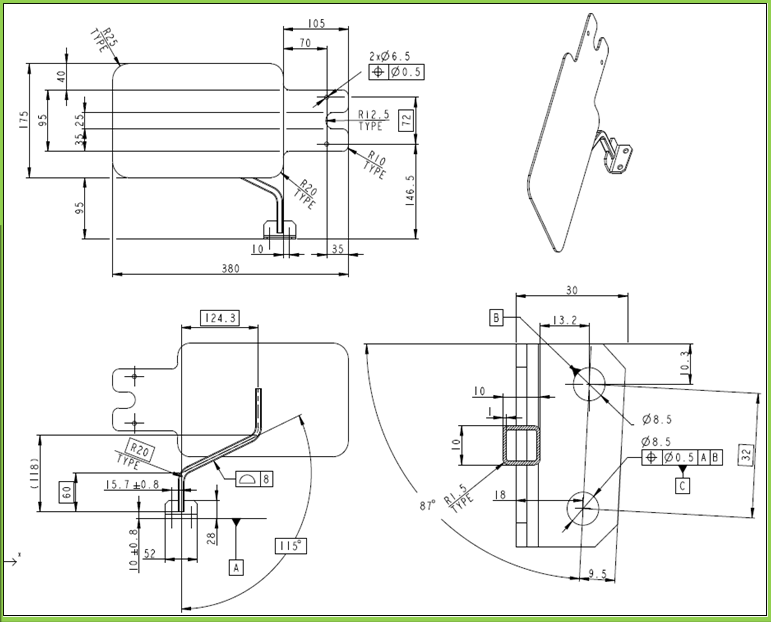 105
70
R25
TYPE
2xØ6.5
Ø0.5
40
175
95
25
35
R12.5
TYPE
72
R10
TYPE
R20
TYPE
146.5
95
10
35
380
124.3
R20
TYPE
(118)
60
15.7 ±0.8
8
10 ±0.8
52
28
A
115°
30
B
13.2
10.3
10
1
10
Ø8.5
Ø8.5
Ø0.5 A B
C
32
R1.5
TYPE
18
87°
9.5
x